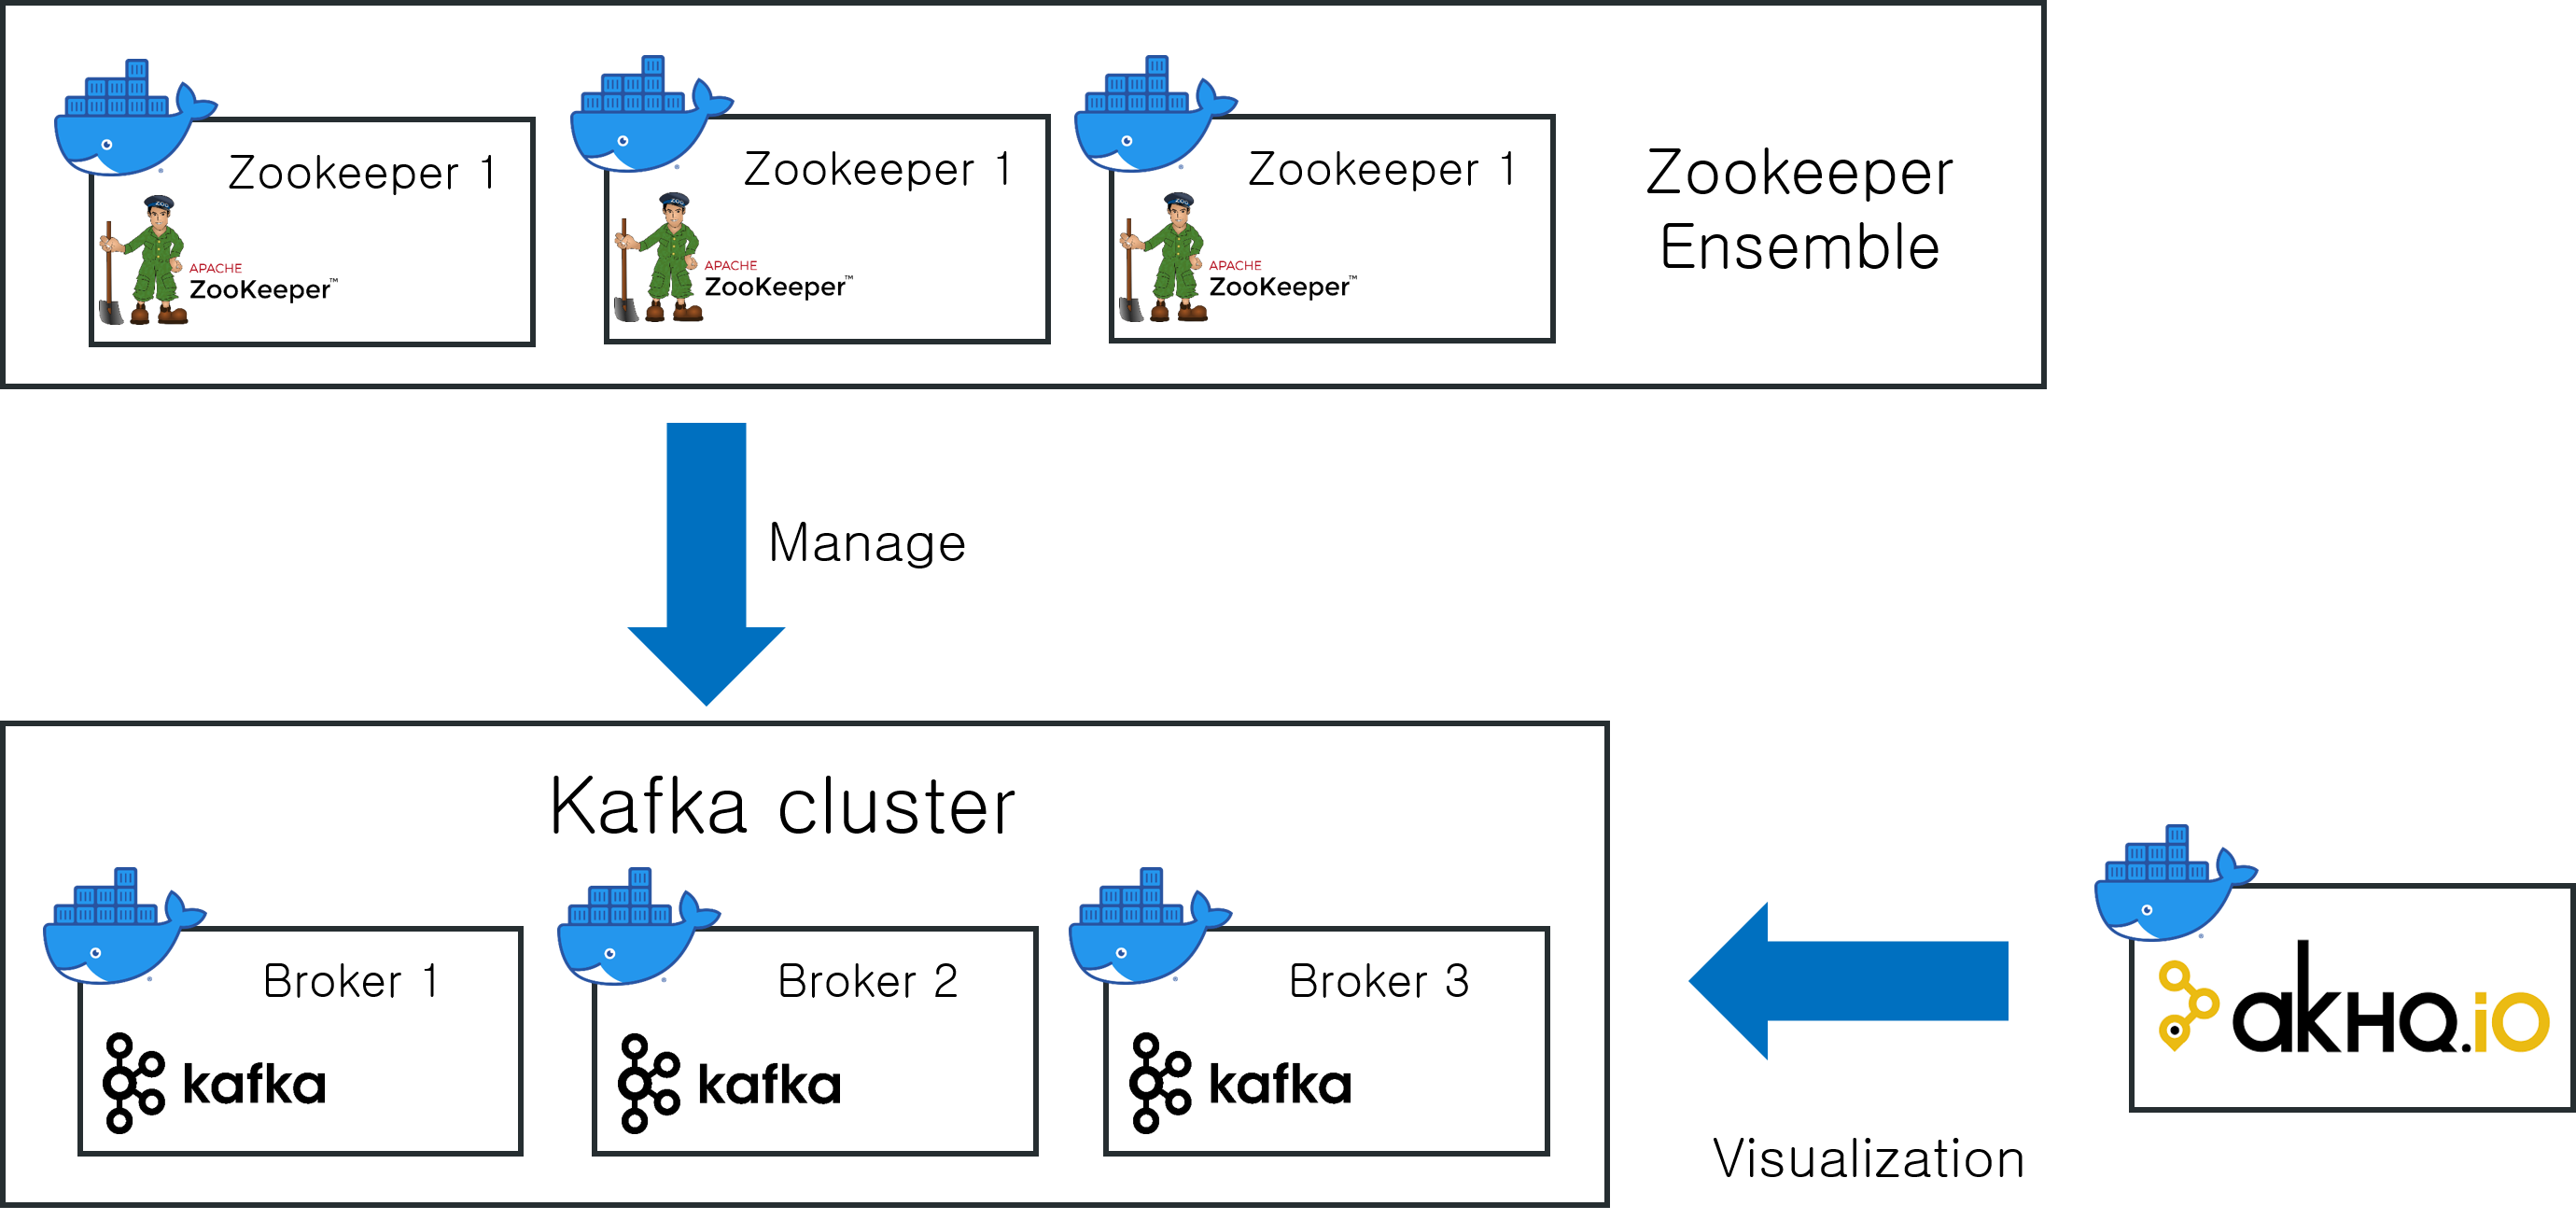 Zookeeper 1
APACHE
ZooKeeper™
Zookeeper 1
APACHE
ZooKeeper™
Zookeeper 1
APACHE
ZooKeeper™
Zookeeper
Ensemble
Manage
Kafka cluster
Broker 1
kafka
Broker 2
kafka
Broker 3
kafka
Visualization
akHQ.io